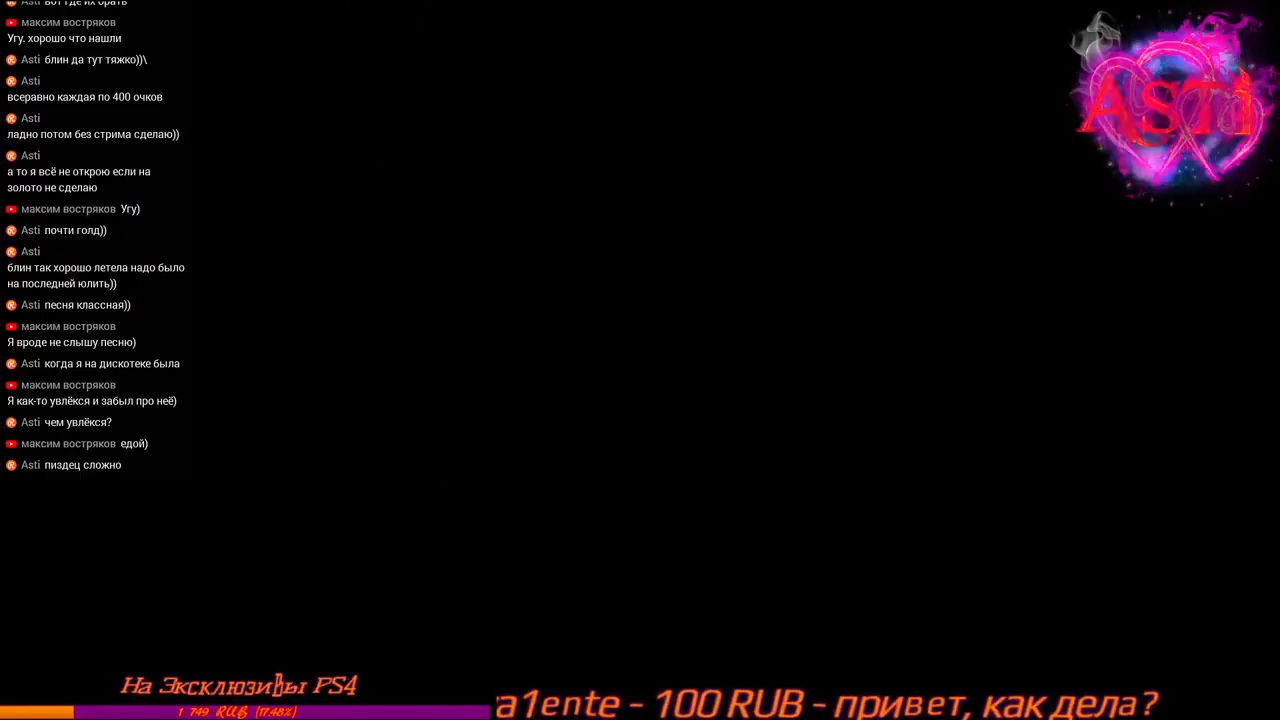 Asti вот где их брать
максим востряков
Угу. хорошо что нашли
Asti блин да тут тяжко))\
Asti
всеравно каждая по 400 очков
Asti
ладно потом без стрима сделаю))
Asti
а то я всё не открою если на
золото не сделаю
максим востряков Угу)
Asti почти голд))
Asti
блин так хорошо летела надо было
на последней юлить))
Asti песня классная))
максим востряков
Я вроде не слышу песню)
Asti когда я на дискотеке была
максим востряков
Я как-то увлёкся и забыл про неё)
Asti чем увлёкся?
максим востряков едой)
Asti пиздец сложно
ASTI
На Эксклюзивы PS4
1 749 RUB (17.48%)
a1ente - 100 RUB - привет, как дела?